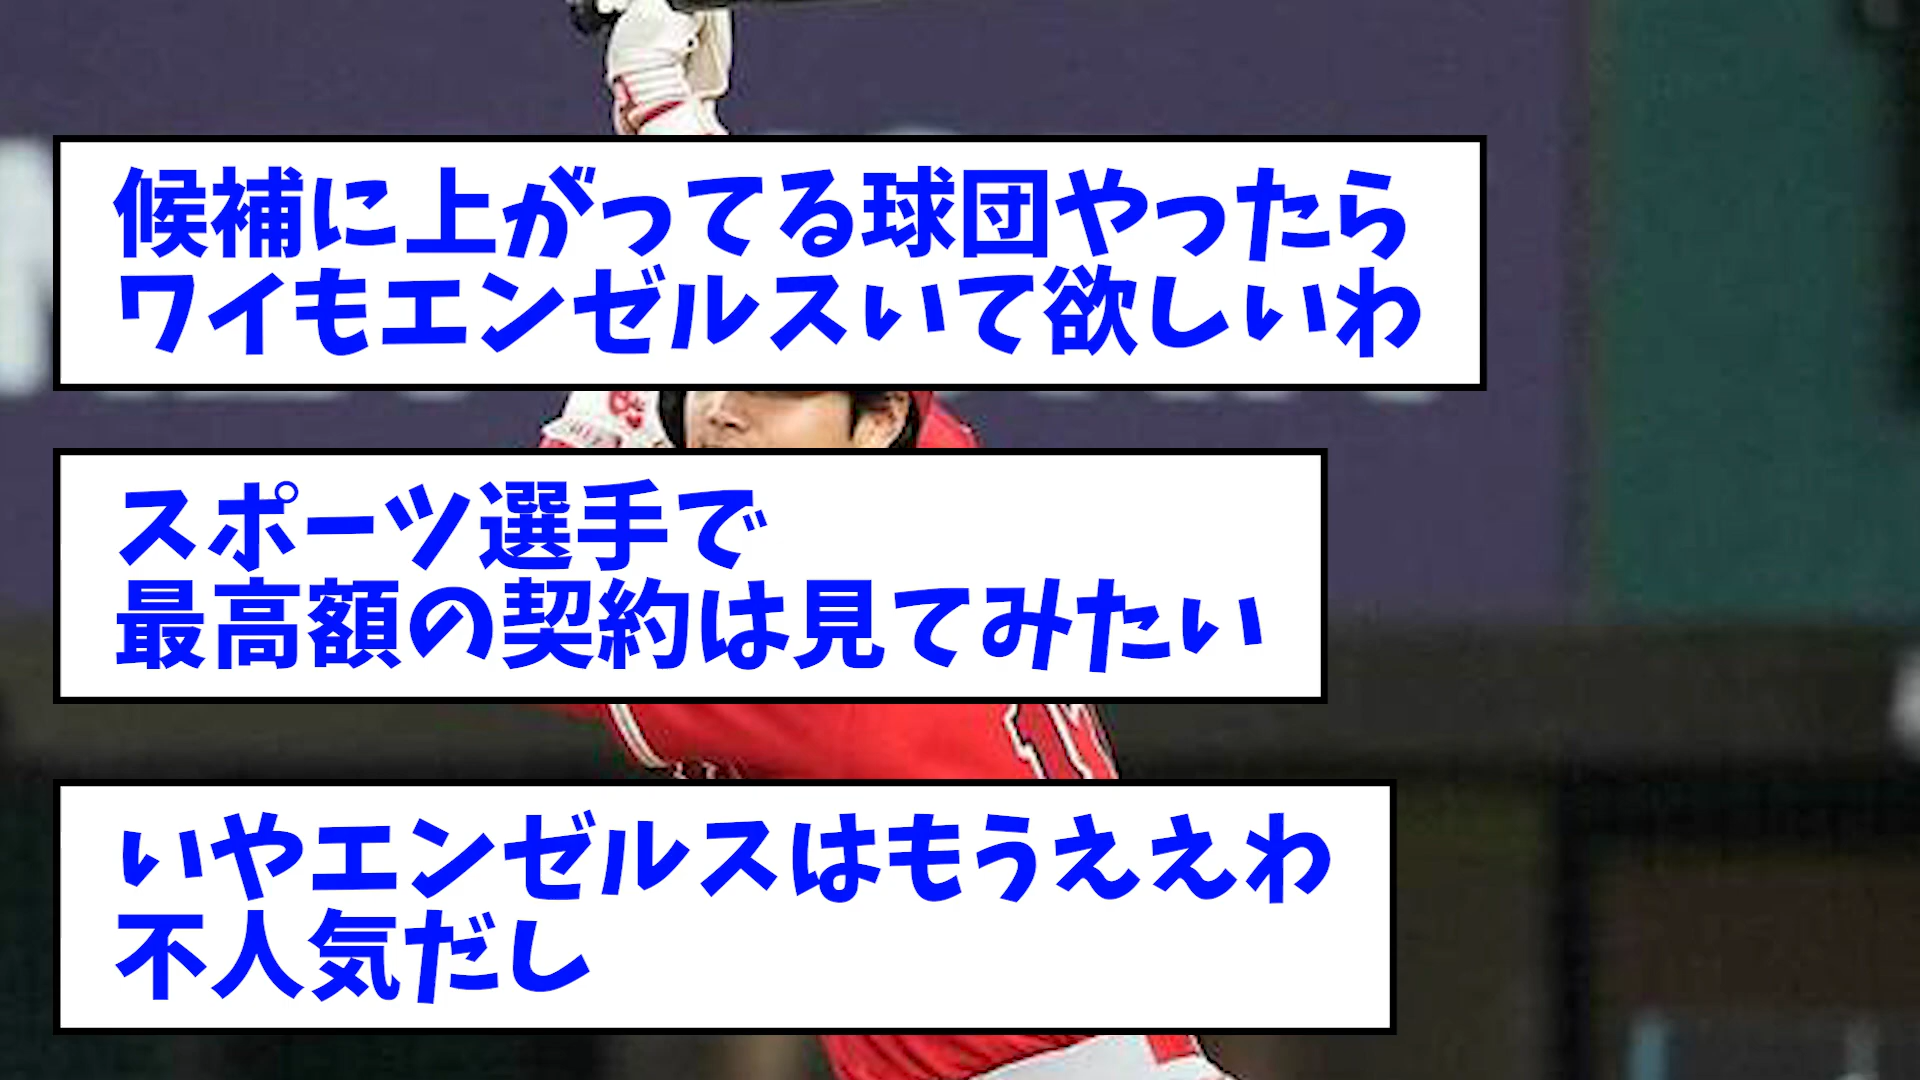 候補に上がってる球団やったら
ワイもエンゼルスいて欲しいわ
スポーツ選手で
最高額の契約は見てみたい
いやエンゼルスはもうええわ
不人気だし